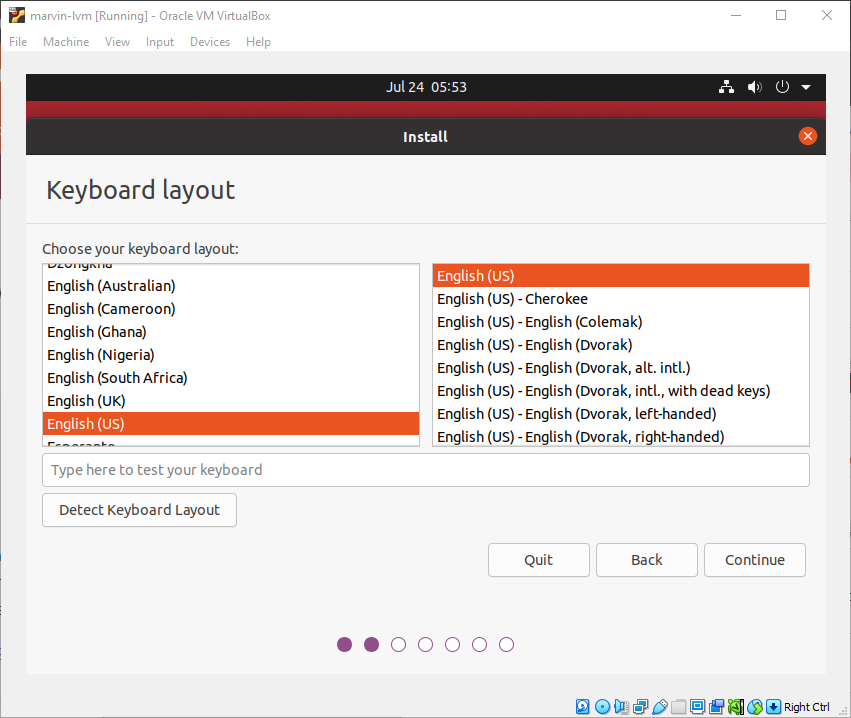 marvin-lvm [Running] - Oracle VM VirtualBox
File Machine View Input Devices Help
Jul 24 05:53
Install
Keyboard layout
Choose your keyboard layout:
Dzongkha
English (Australian)
English (Cameroon)
English (Ghana)
English (Nigeria)
English (South Africa)
English (UK)
English (US)
Esperanto
English (US)
English (US) - Cherokee
English (US) - English (Colemak)
English (US) - English (Dvorak)
English (US) - English (Dvorak, alt. intl.)
English (US) - English (Dvorak, intl., with dead keys)
English (US) - English (Dvorak, left-handed)
English (US) - English (Dvorak, right-handed)
Type here to test your keyboard
Detect Keyboard Layout
Quit Back Continue
Right Ctrl